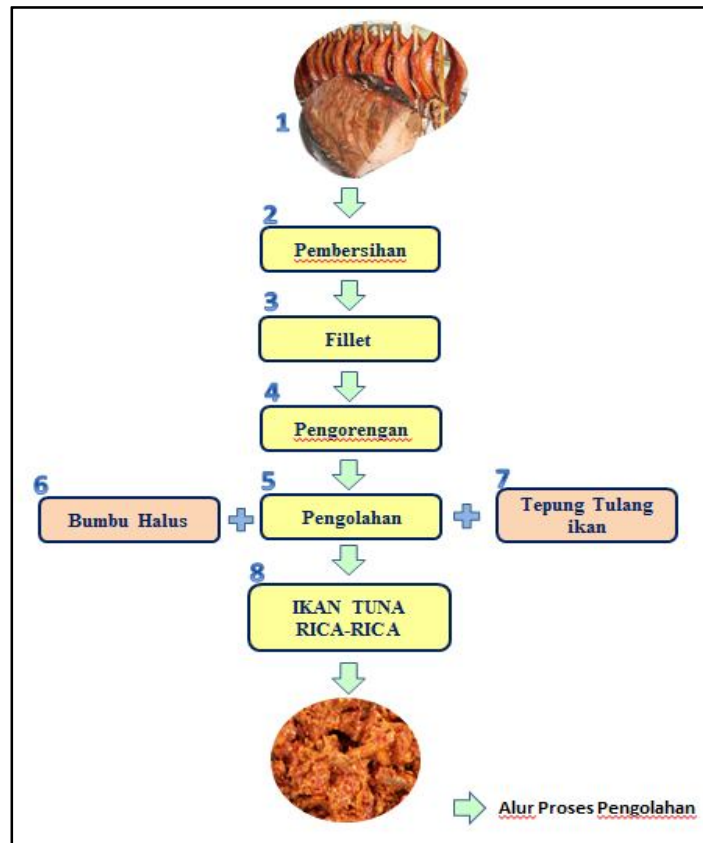 1
2
Pembersihan
3
Fillet
4
Pengorengan
6
Bumbu Halus
5
Pengolahan
7
Tepung Tulang
ikan
8
IKAN TUNA
RICA-RICA
Alur Proses Pengolahan